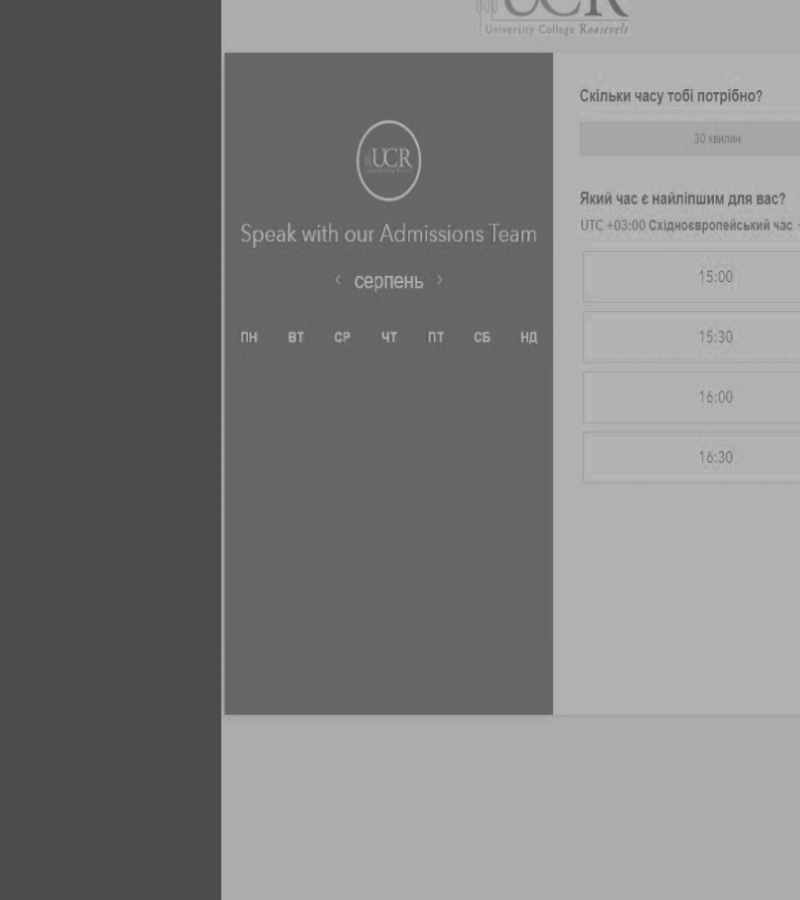 UCR
University College Roosevelt
UCR
Speak with our Admissions Team
‹ серпень ›
ПН ВТ СР ЧТ ПТ СБ НД
Скільки часу тобі потрібно?
30 хвилин
Який час є найліпшим для вас?
UTC +03:00 Східноєвропейський час
15:00
15:30
16:00
16:30